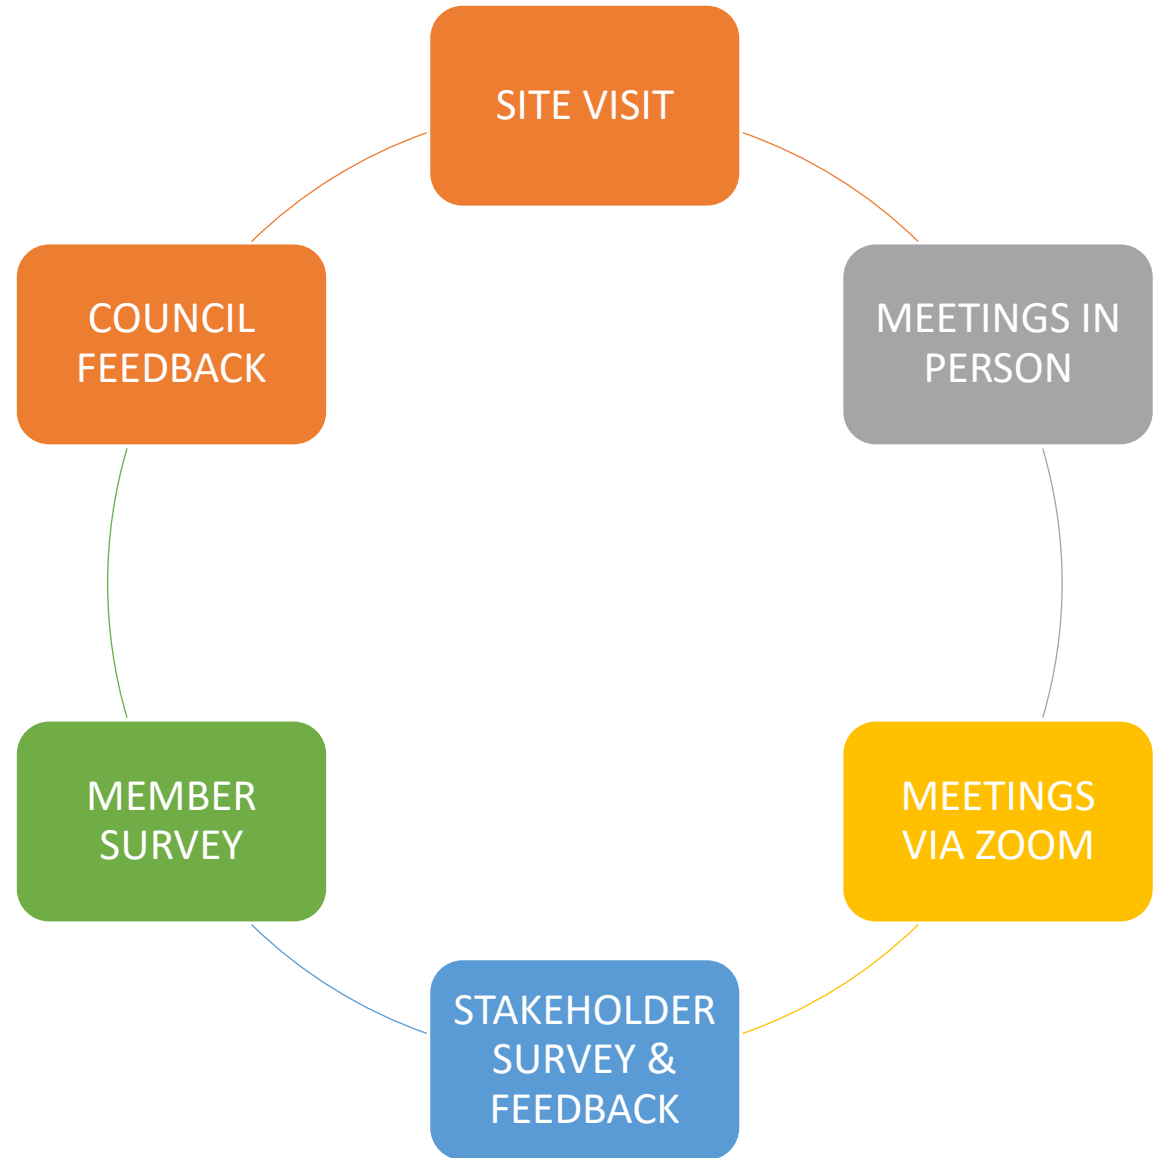 SITE VISIT
MEETINGS IN
PERSON
MEETINGS
VIA ZOOM
STAKEHOLDER
SURVEY &
FEEDBACK
MEMBER
SURVEY
COUNCIL
FEEDBACK